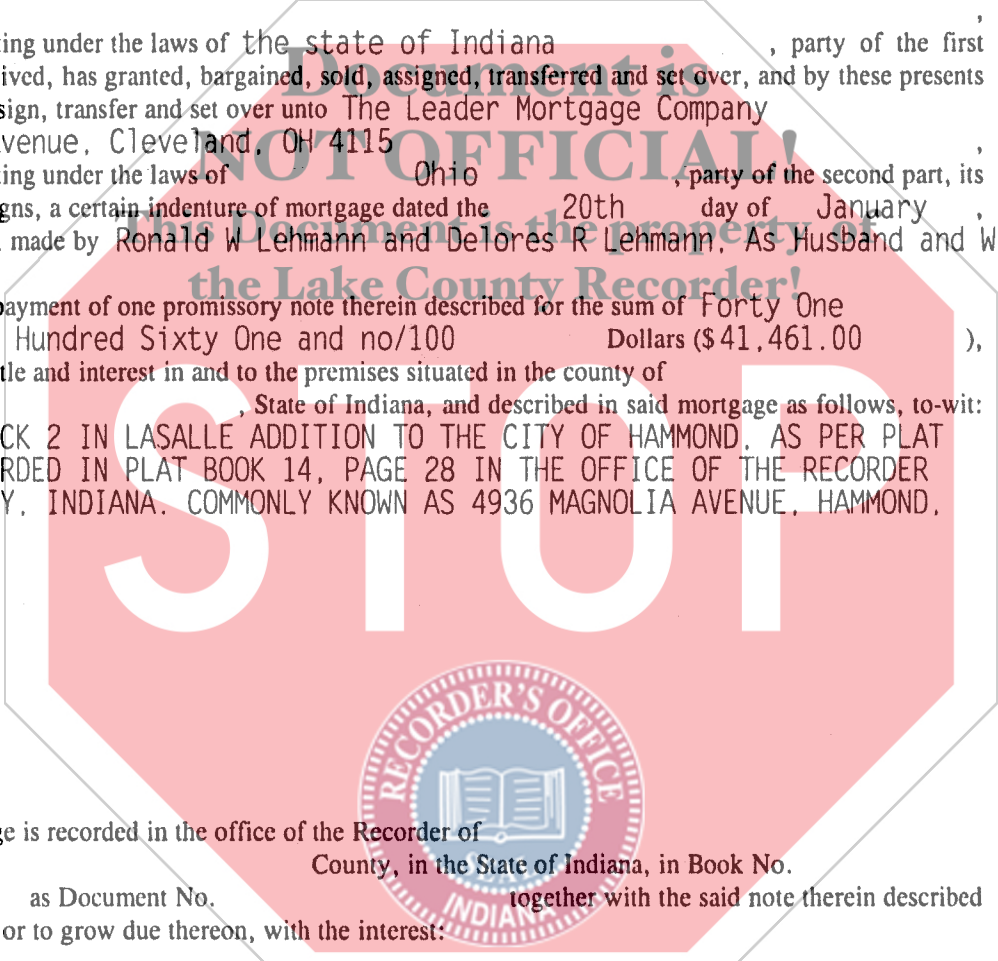 ,
ing under the laws of the state of Indiana , party of the first
ived, has granted, bargained, sold, assigned, transferred and set over, and by these presents
sign, transfer and set over unto The Leader Mortgage Company
venue, Cleveland, OH 4115 ,
ing under the laws of Ohio , party of the second part, its
gns, a certain indenture of mortgage dated the 20th day of January ,
made by Ronald W Lehmann and Delores R Lehmann, As Husband and W
payment of one promissory note therein described for the sum of Forty One
Hundred Sixty One and no/100 Dollars ($ 41,461.00 ),
tle and interest in and to the premises situated in the county of
, State of Indiana, and described in said mortgage as follows, to-wit:
CK 2 IN LASALLE ADDITION TO THE CITY OF HAMMOND, AS PER PLAT
RDED IN PLAT BOOK 14, PAGE 28 IN THE OFFICE OF THE RECORDER
Y, INDIANA. COMMONLY KNOWN AS 4936 MAGNOLIA AVENUE, HAMMOND,
ge is recorded in the office of the Recorder of
County, in the State of Indiana, in Book No.
as Document No. together with the said note therein described
or to grow due thereon, with the interest:
Document is
NOT OFFICIAL!
This Document is the property of
the Lake County Recorder!
STOP
RECORDER'S OFFICE
SEAL
INDIANA